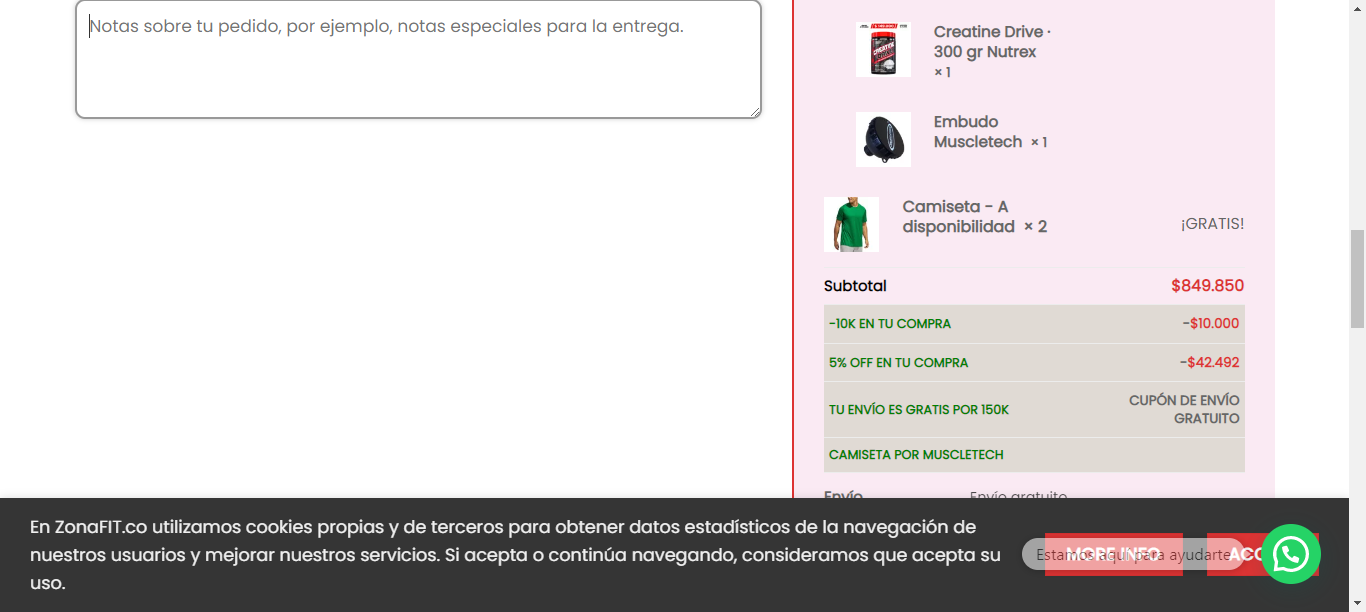 Notas sobre tu pedido, por ejemplo, notas especiales para la entrega.
Creatine Drive ·
300 gr Nutrex
× 1
Embudo
Muscletech × 1
Camiseta - A
disponibilidad × 2
¡GRATIS!
Subtotal $849.850
-10K EN TU COMPRA -$10.000
5% OFF EN TU COMPRA -$42.492
TU ENVÍO ES GRATIS POR 150K
CUPÓN DE ENVÍO
GRATUITO
CAMISETA POR MUSCLETECH
Envío Envío gratuito
En ZonaFIT.co utilizamos cookies propias y de terceros para obtener datos estadísticos de la navegación de
nuestros usuarios y mejorar nuestros servicios. Si acepta o continúa navegando, consideramos que acepta su
uso.
MORE INFO
Estamos aquí para ayudarte